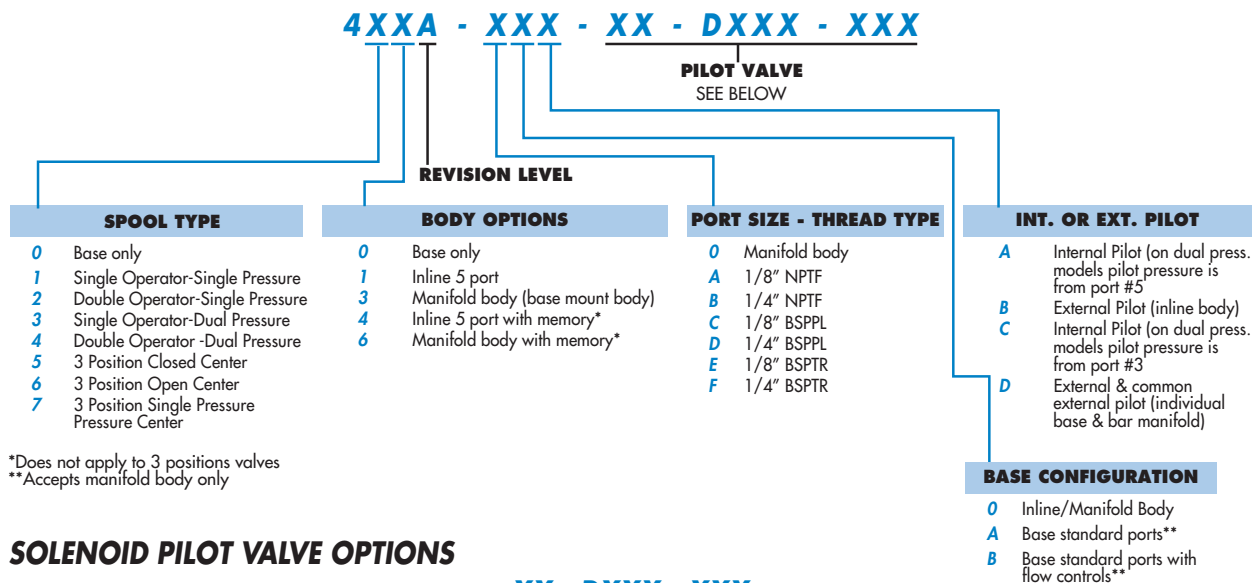 4XXA - XXX - XX - DXXX - XXX
PILOT VALVE
SEE BELOW
REVISION LEVEL
SPOOL TYPE
0 Base only
1 Single Operator-Single Pressure
2 Double Operator-Single Pressure
3 Single Operator-Dual Pressure
4 Double Operator -Dual Pressure
5 3 Position Closed Center
6 3 Position Open Center
7 3 Position Single Pressure
Pressure Center
*Does not apply to 3 positions valves
**Accepts manifold body only
BODY OPTIONS
0 Base only
1 Inline 5 port
3 Manifold body (base mount body)
4 Inline 5 port with memory*
6 Manifold body with memory*
PORT SIZE - THREAD TYPE
0 Manifold body
A 1/8" NPTF
B 1/4" NPTF
C 1/8" BSPPL
D 1/4" BSPPL
E 1/8" BSPTR
F 1/4" BSPTR
INT. OR EXT. PILOT
A Internal Pilot (on dual press.
models pilot pressure is
from port #5
B External Pilot (inline body)
C Internal Pilot (on dual press.
models pilot pressure is
from port #3
D External & common
external pilot (individual
base & bar manifold)
BASE CONFIGURATION
0 Inline/Manifold Body
A Base standard ports**
B Base standard ports with
flow controls**
SOLENOID PILOT VALVE OPTIONS
XX - DXXX - XXX